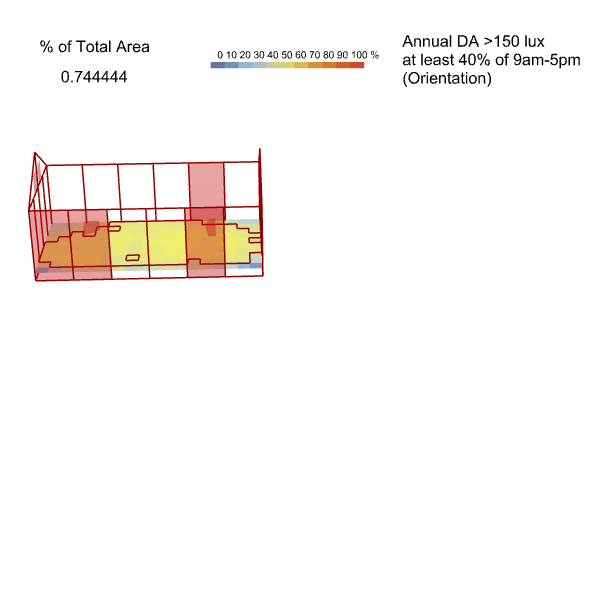 % of Total Area
0.744444
0 10 20 30 40 50 60 70 80 90 100 %
Annual DA >150 lux
at least 40% of 9am-5pm
(Orientation)